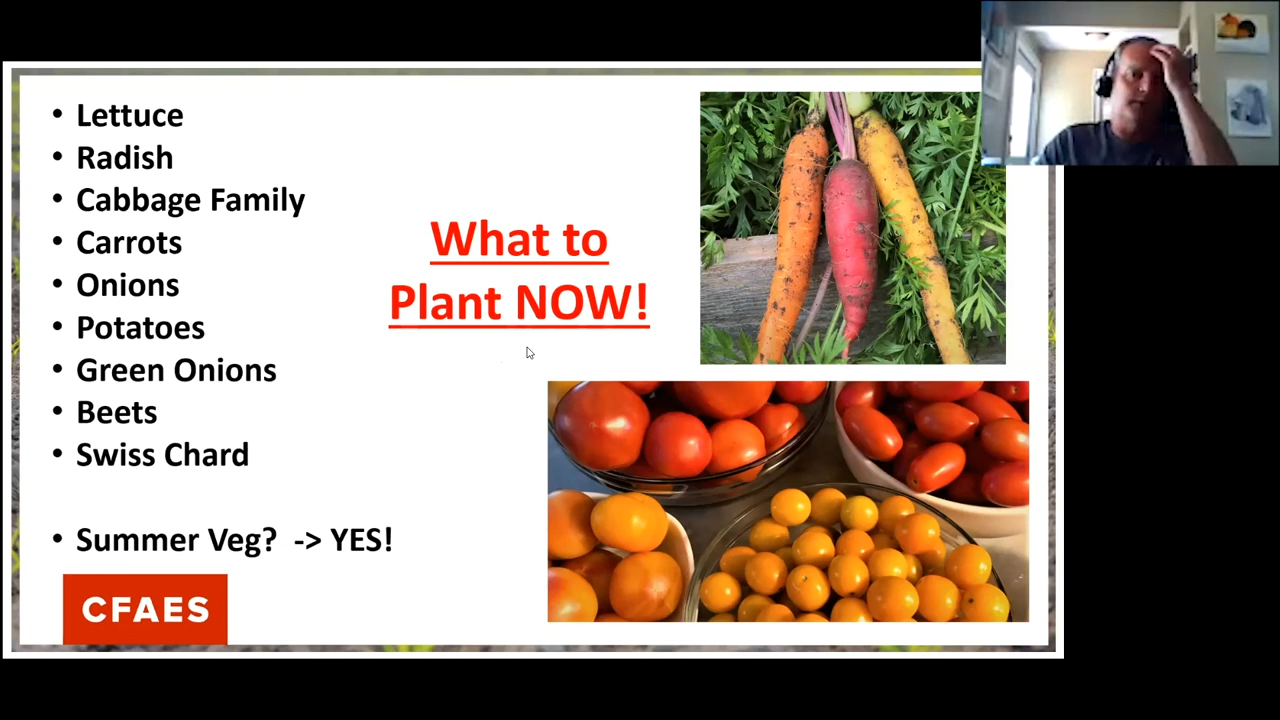 • Lettuce
• Radish
• Cabbage Family
• Carrots
• Onions
• Potatoes
• Green Onions
• Beets
• Swiss Chard
• Summer Veg? -> YES!
What to
Plant NOW!
CFAES